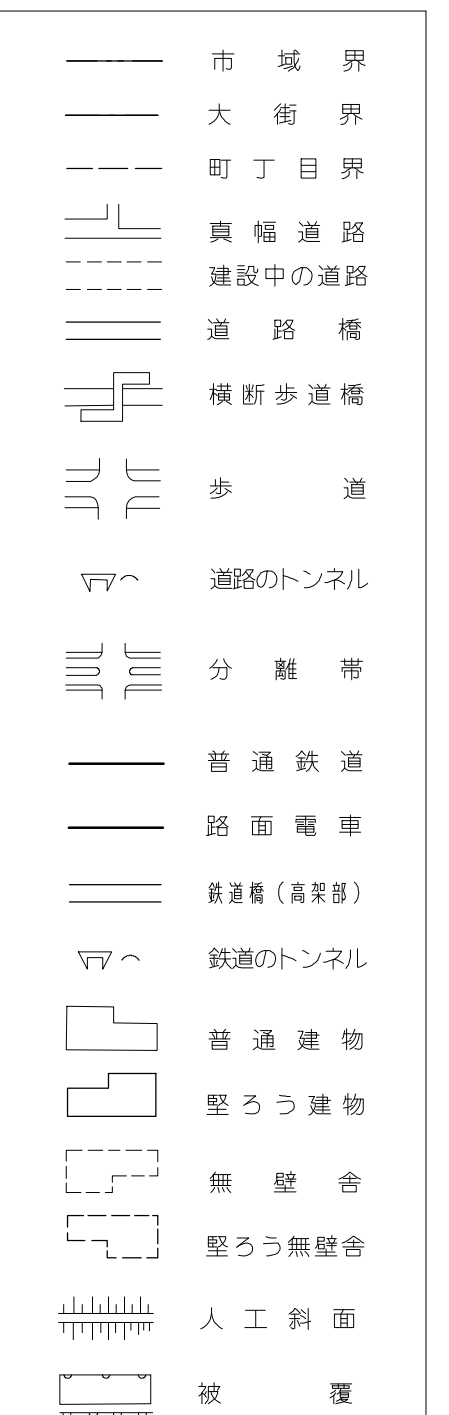 市域界
大街界
町丁目界
真幅道路
建設中の道路
道路橋
横断歩道橋
歩道
道路のトンネル
分離帯
普通鉄道
路面電車
鉄道橋（高架部）
鉄道のトンネル
普通建物
堅ろう建物
無壁舎
堅ろう無壁舎
人工斜面
被覆